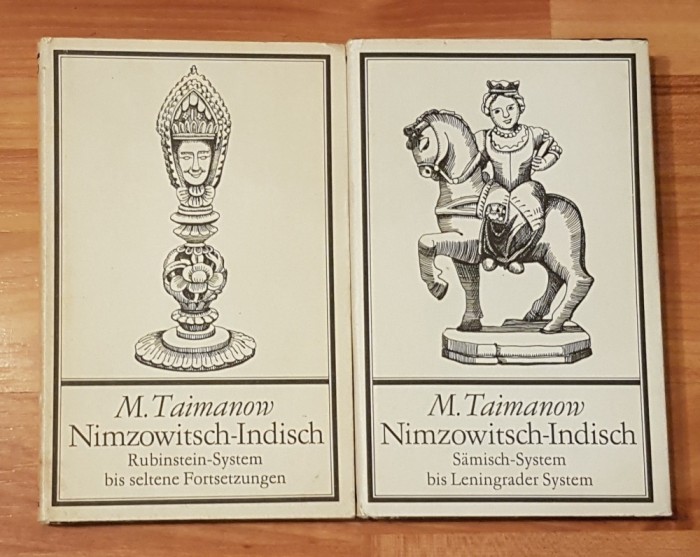 M. Taimanow
Nimzowitsch-Indisch
Rubinstein-System
bis seltene Fortsetzungen
M. Taimanow
Nimzowitsch-Indisch
Sämisch-System
bis Leningrader System